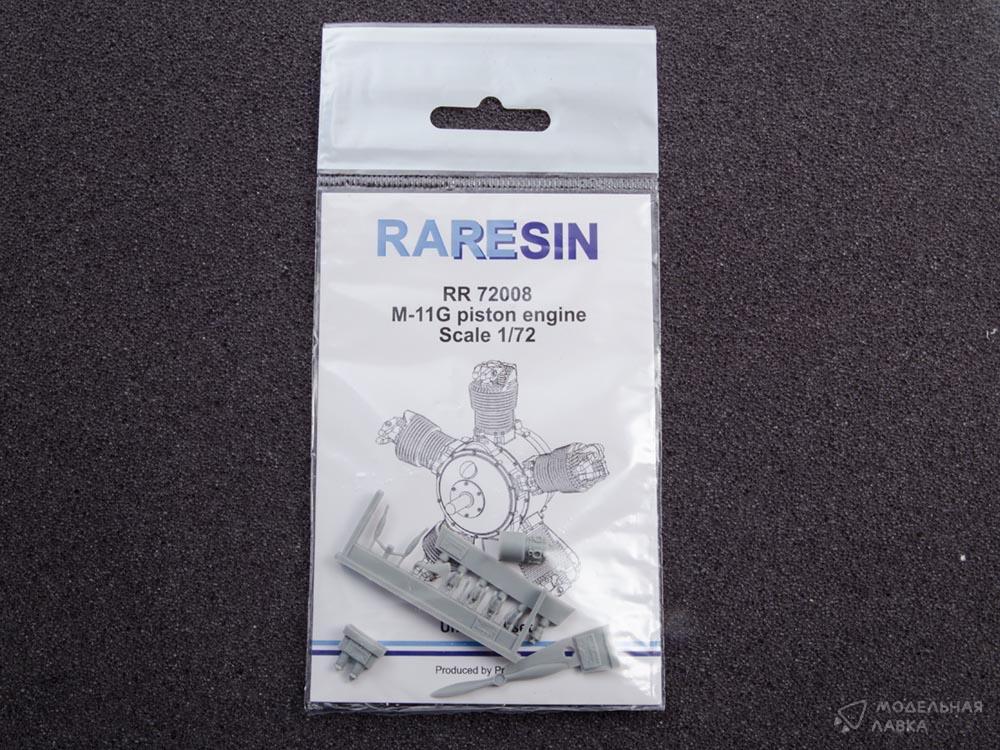 RARESIN
RR 72008
M-11G piston engine
Scale 1/72
Produced by
МОДЕЛЬНАЯ
ЛАВКА